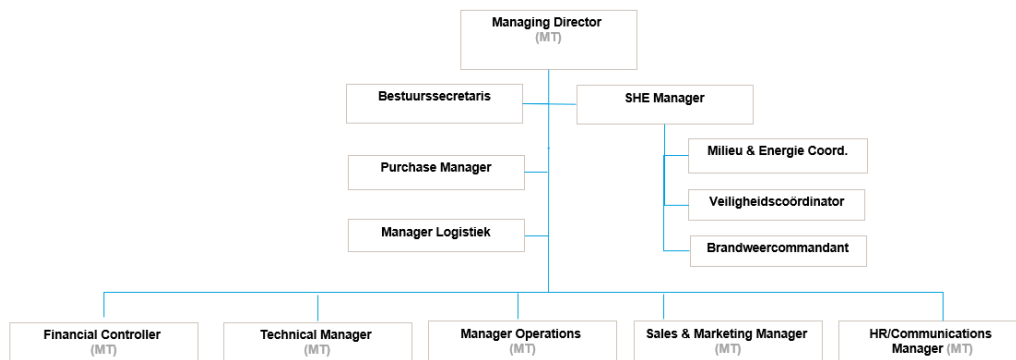 Managing Director
(MT)
Bestuurssecretaris
SHE Manager
Milieu & Energie Coord.
Purchase Manager
Veiligheidscoördinator
Manager Logistiek
Brandweercommandant
Financial Controller
(MT)
Technical Manager
(MT)
Manager Operations
(MT)
Sales & Marketing Manager
(MT)
HR/Communications
Manager (MT)